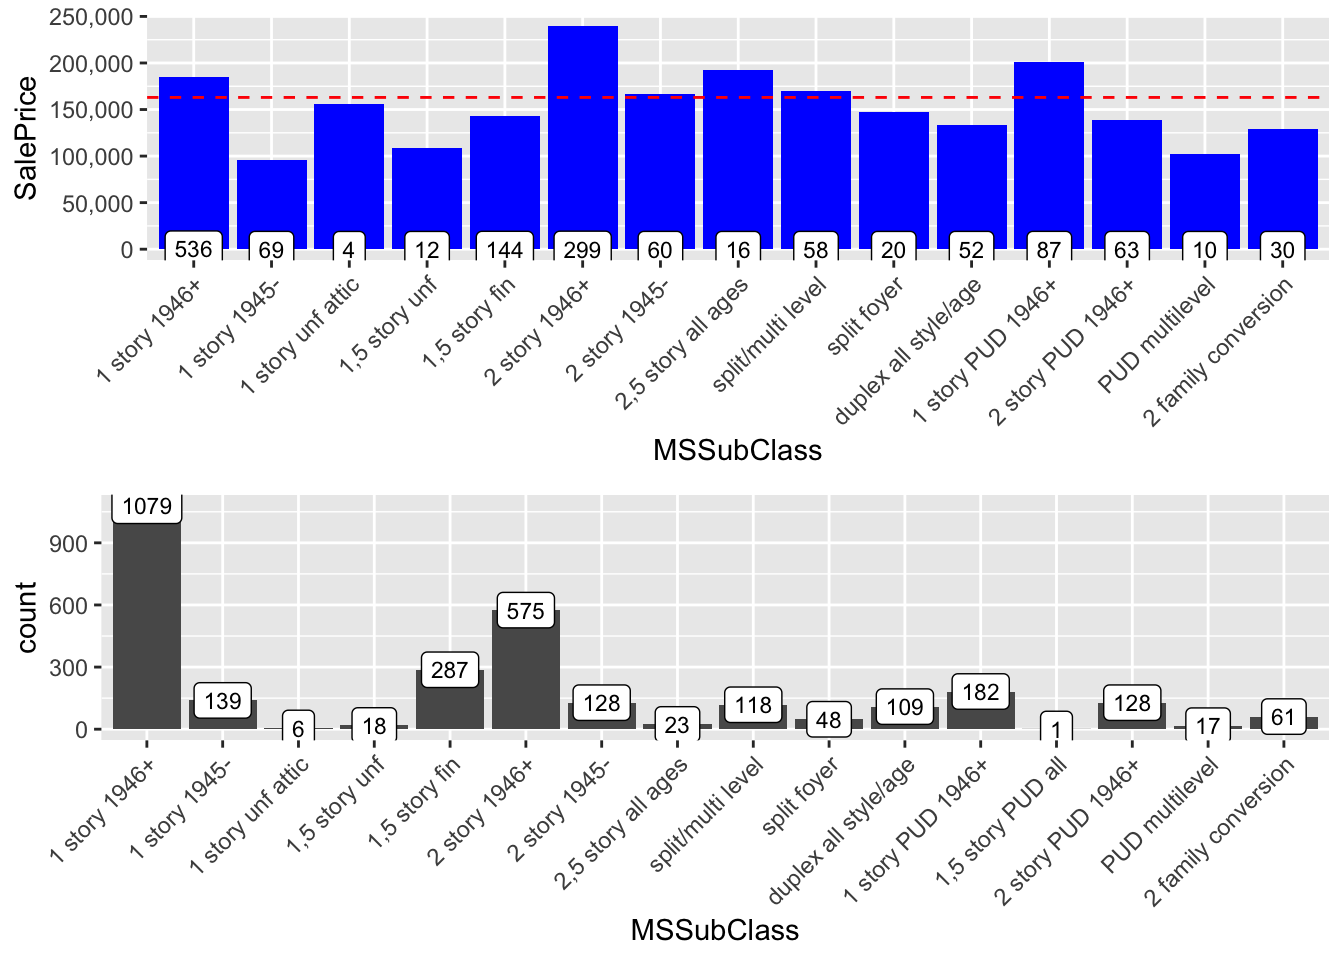 250,000
200,000
150,000
100,000
50,000
0
SalePrice
536 69 4 12 144 299 60 16 58 20 52 87 63 10 30
1 story 1946+
1 story 1945-
1 story unf attic
1,5 story unf
1,5 story fin
2 story 1946+
2 story 1945-
2,5 story all ages
split/multi level
split foyer
duplex all style/age
1 story PUD 1946+
2 story PUD 1946+
PUD multilevel
2 family conversion
MSSubClass
900
600
300
0
count
1079 139 6 18 287 575 128 23 118 48 109 182 1 128 17 61
1 story 1946+
1 story 1945-
1 story unf attic
1,5 story unf
1,5 story fin
2 story 1946+
2 story 1945-
2,5 story all ages
split/multi level
split foyer
duplex all style/age
1 story PUD 1946+
1,5 story PUD all
2 story PUD 1946+
PUD multilevel
2 family conversion
MSSubClass